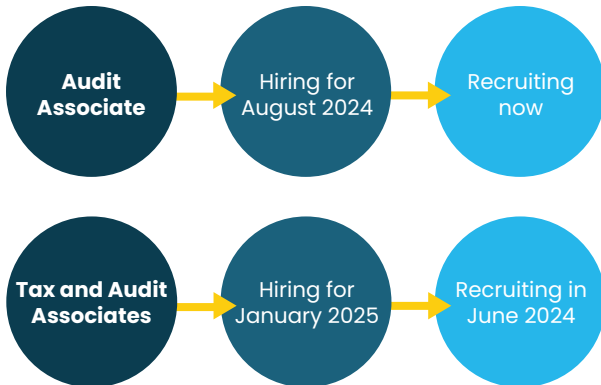 Audit
Associate
Hiring for
August 2024
Recruiting
now
Tax and Audit
Associates
Hiring for
January 2025
Recruiting in
June 2024